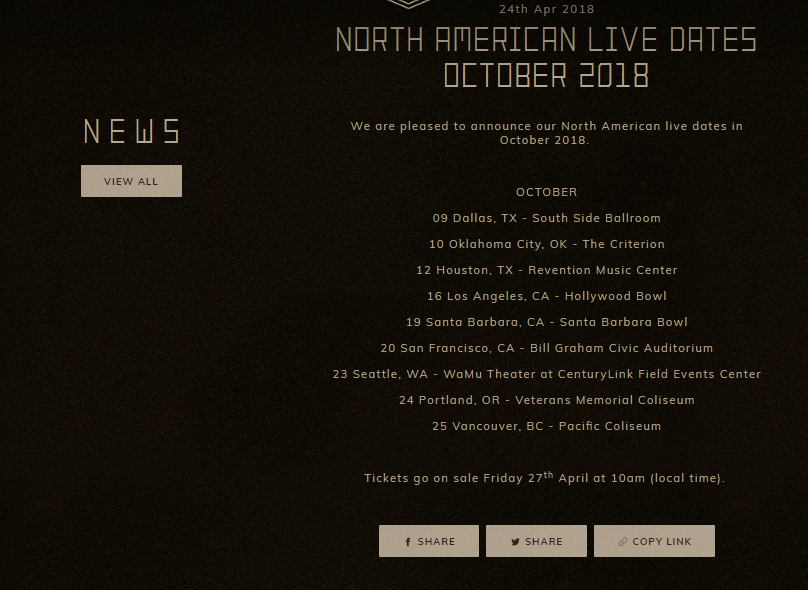 24th Apr 2018
NORTH AMERICAN LIVE DATES
OCTOBER 2018
NEWS
VIEW ALL
We are pleased to announce our North American live dates in
October 2018.
OCTOBER
09 Dallas, TX - South Side Ballroom
10 Oklahoma City, OK - The Criterion
12 Houston, TX - Revention Music Center
16 Los Angeles, CA - Hollywood Bowl
19 Santa Barbara, CA - Santa Barbara Bowl
20 San Francisco, CA - Bill Graham Civic Auditorium
23 Seattle, WA - WaMu Theater at CenturyLink Field Events Center
24 Portland, OR - Veterans Memorial Coliseum
25 Vancouver, BC - Pacific Coliseum
Tickets go on sale Friday 27th April at 10am (local time).
SHARE SHARE COPY LINK